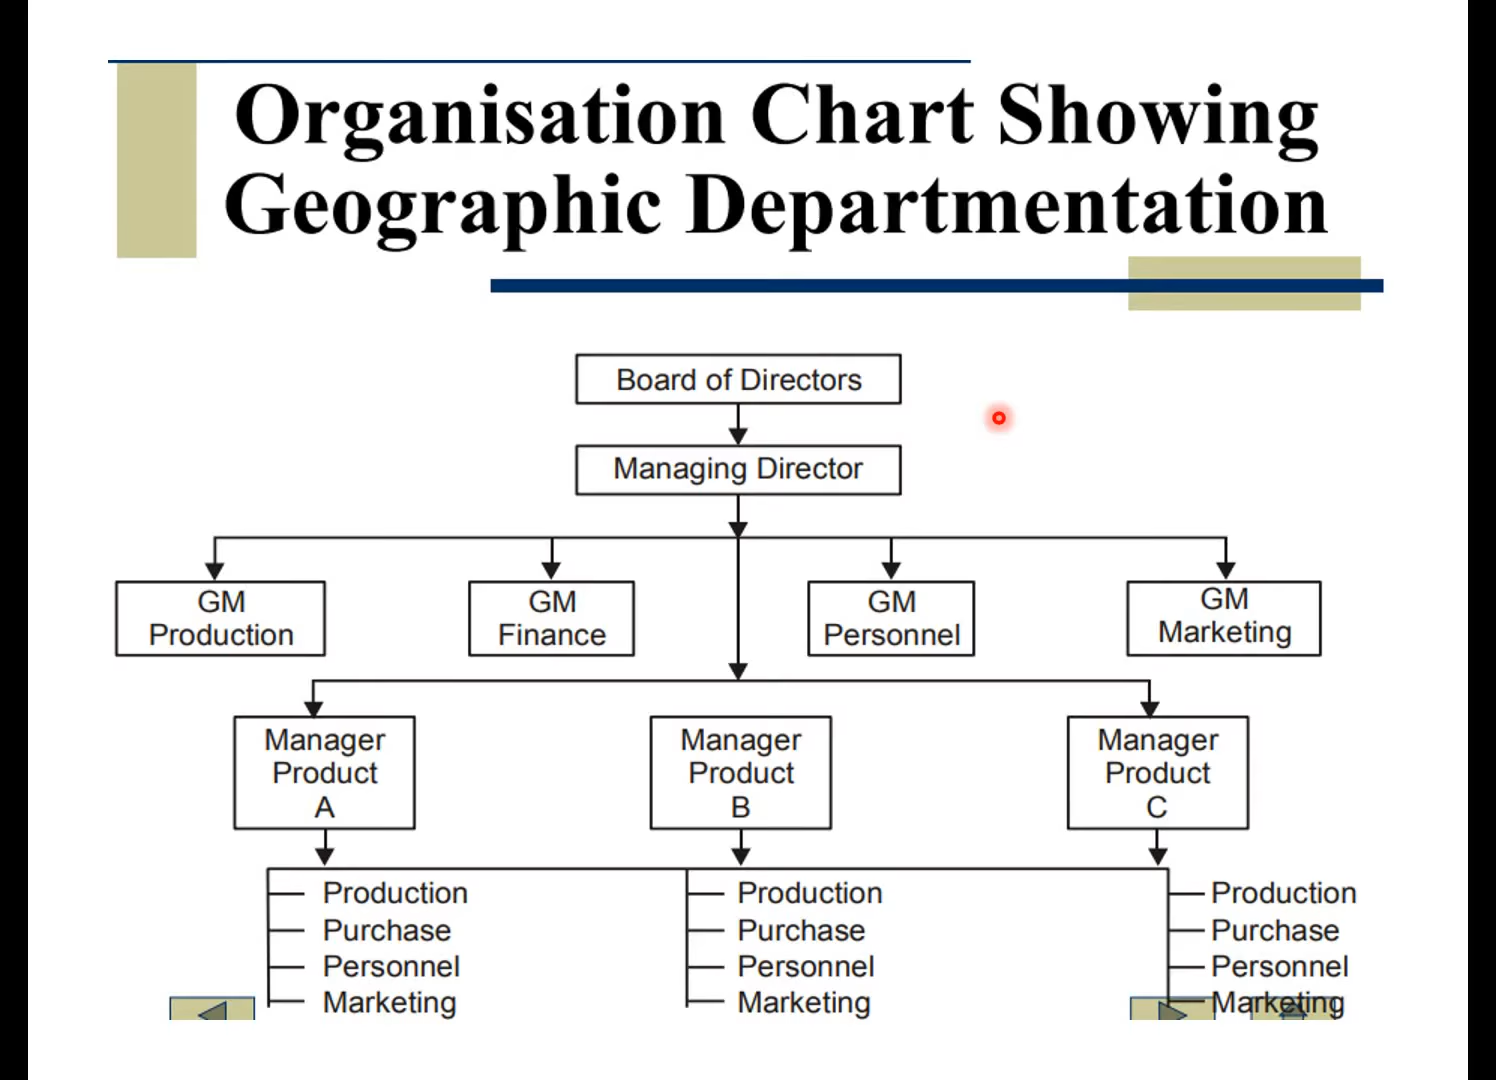 Organisation Chart Showing
Geographic Departmentation
Board of Directors
Managing Director
GM
Production
GM
Finance
GM
Personnel
GM
Marketing
Manager
Product
A
Manager
Product
B
Manager
Product
C
Production
Purchase
Personnel
Marketing
Production
Purchase
Personnel
Marketing
Production
Purchase
Personnel
Marketing